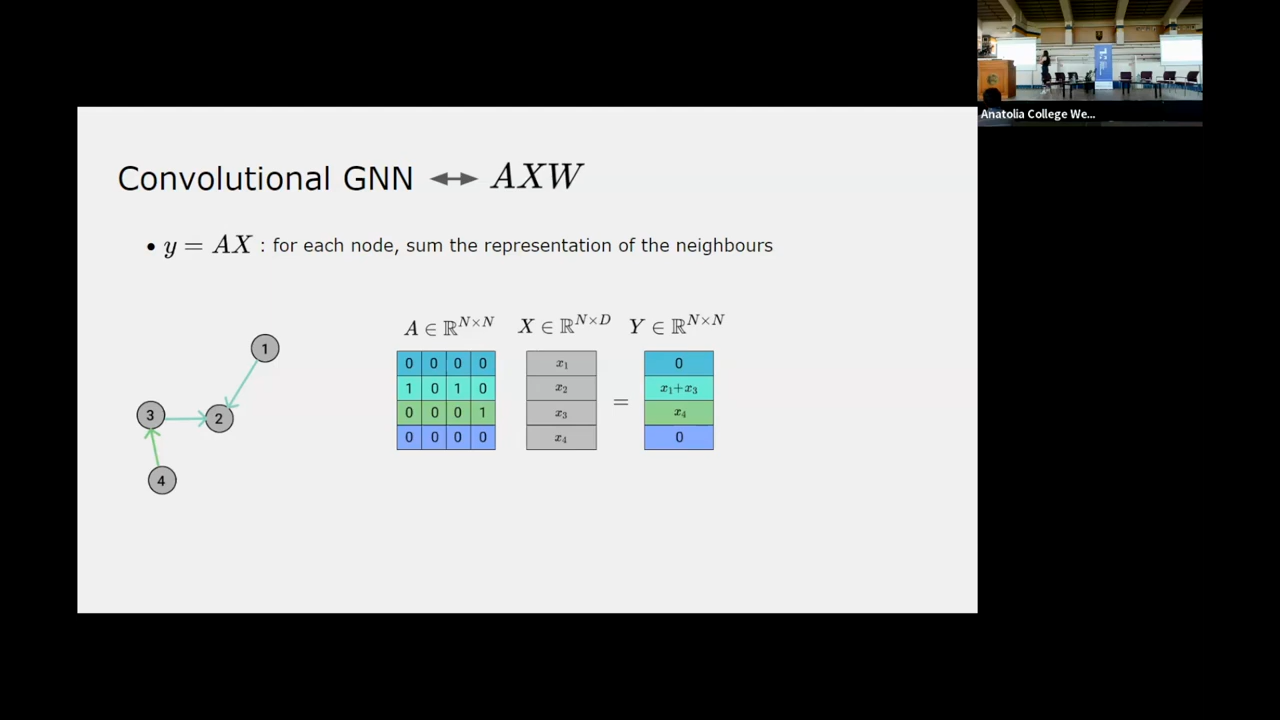 Anatolia College We...
Convolutional GNN ↔ AXW
• y = AX : for each node, sum the representation of the neighbours
A ∈ ℝ^{N×N} X ∈ ℝ^{N×D} Y ∈ ℝ^{N×N}
1
3
2
4
0 0 0 0 x₁ 0
1 0 1 0 x₂ x₁+x₃
=
0 0 0 1 x₃ x₄
0 0 0 0 x₄ 0